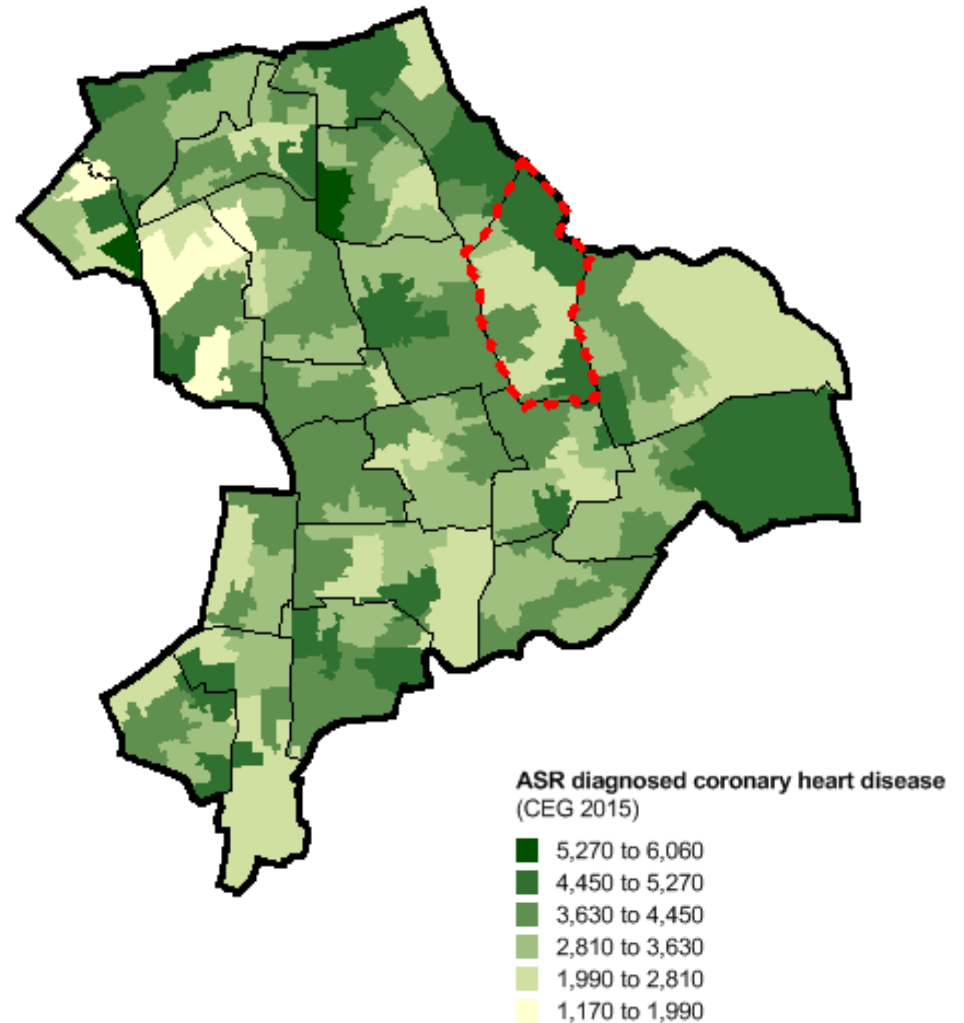 ASR diagnosed coronary heart disease
(CEG 2015)
5,270 to 6,060
4,450 to 5,270
3,630 to 4,450
2,810 to 3,630
1,990 to 2,810
1,170 to 1,990